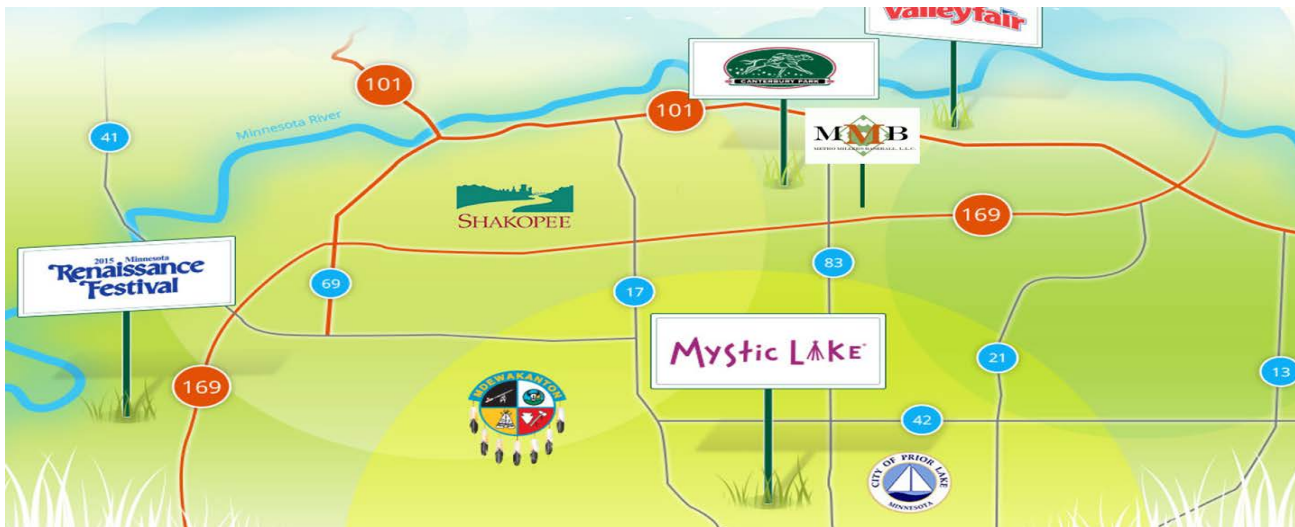 Valleyfair
CANTERBURY PARK
101
101
MMB
METRO MILLERS BASEBALL, L.L.C.
41
Minnesota River
SHAKOPEE
169
2015 Minnesota
Renaissance
Festival
69
17
83
Mystic Lake
21
13
169
MDEWAKANTON
42
CITY OF PRIOR LAKE
MINNESOTA